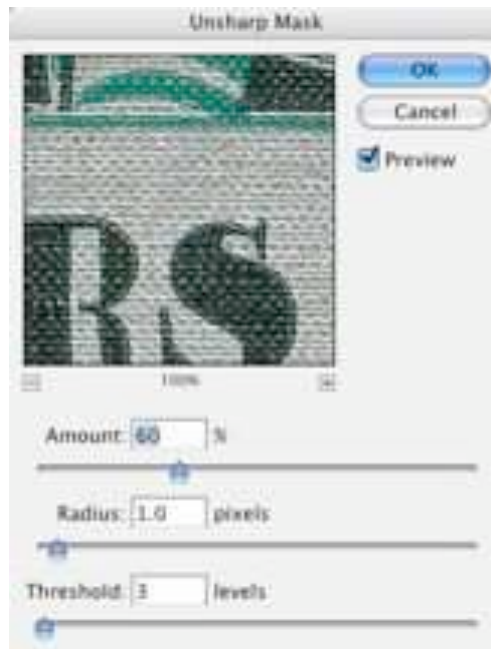 Unsharp Mask
OK
Cancel
Preview
RS
100%
Amount: 60 %
Radius: 1.0 pixels
Threshold: 3 levels